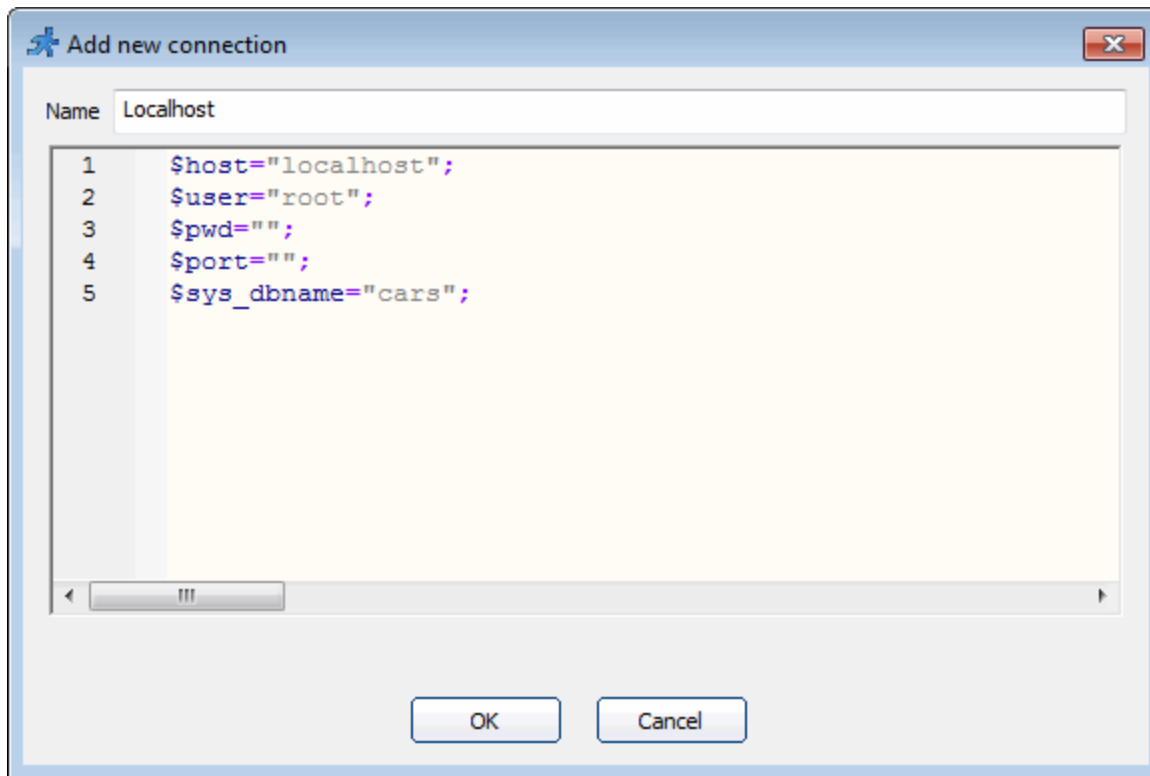 Add new connection
Name Localhost
1 $host="localhost";
2 $user="root";
3 $pwd="";
4 $port="";
5 $sys_dbname="cars";
OK Cancel